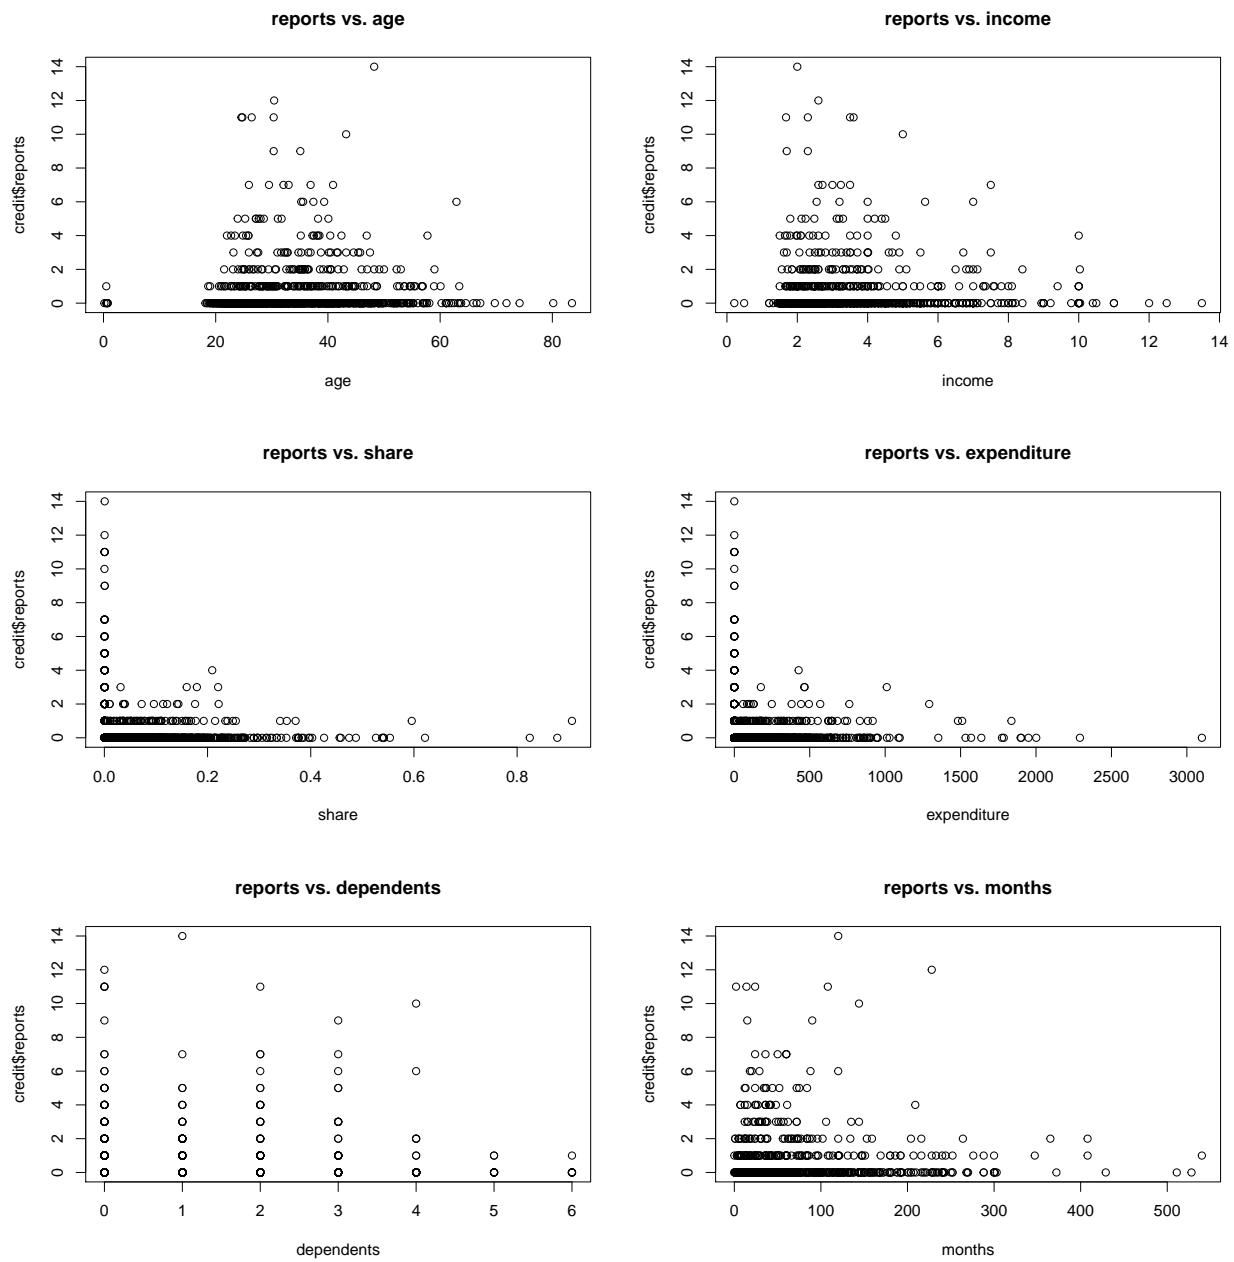 reports vs. age
credit$reports
0 2 4 6 8 10 12 14
0 20 40 60 80
age
reports vs. income
credit$reports
0 2 4 6 8 10 12 14
0 2 4 6 8 10 12 14
income
reports vs. share
credit$reports
0 2 4 6 8 10 12 14
0.0 0.2 0.4 0.6 0.8
share
reports vs. expenditure
credit$reports
0 2 4 6 8 10 12 14
0 500 1000 1500 2000 2500 3000
expenditure
reports vs. dependents
credit$reports
0 2 4 6 8 10 12 14
0 1 2 3 4 5 6
dependents
reports vs. months
credit$reports
0 2 4 6 8 10 12 14
0 100 200 300 400 500
months